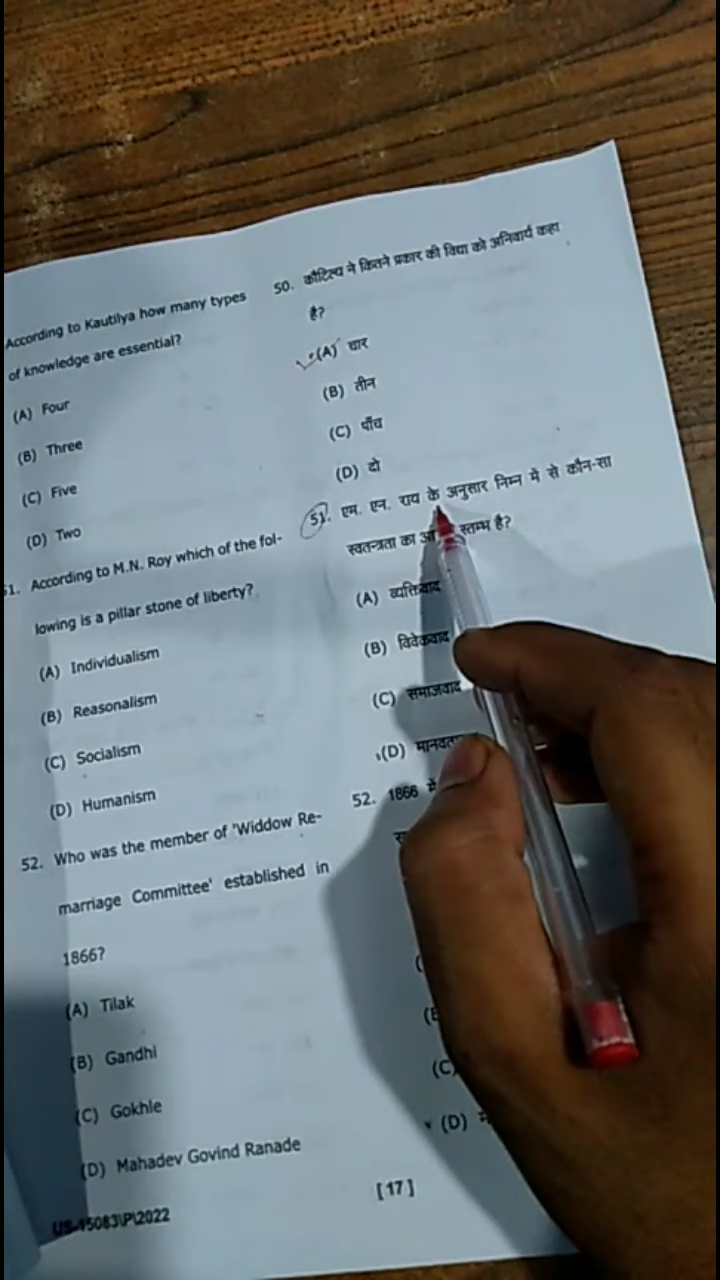 According to Kautilya how many types
of knowledge are essential?
(A) Four
(B) Three
(C) Five
(D) Two
51. According to M.N. Roy which of the fol-
lowing is a pillar stone of liberty?
(A) Individualism
(B) Reasonalism
(C) Socialism
(D) Humanism
52. Who was the member of 'Widdow Re-
marriage Committee' established in
1866?
(A) Tilak
(B) Gandhi
(C) Gokhle
(D) Mahadev Govind Ranade
US-15083\P\2022
50. कौटिल्य ने कितने प्रकार की विद्या को अनिवार्य कहा
है?
(A) चार
(B) तीन
(C) पाँच
(D) दो
51. एम. एन. राय के अनुसार निम्न में से कौन-सा
स्वतन्त्रता का स्तम्भ है?
(A) व्यक्तिवाद
(B) विवेकवाद
(C) समाजवाद
(D)
52. 1866 में
(C)
(D)
[17]